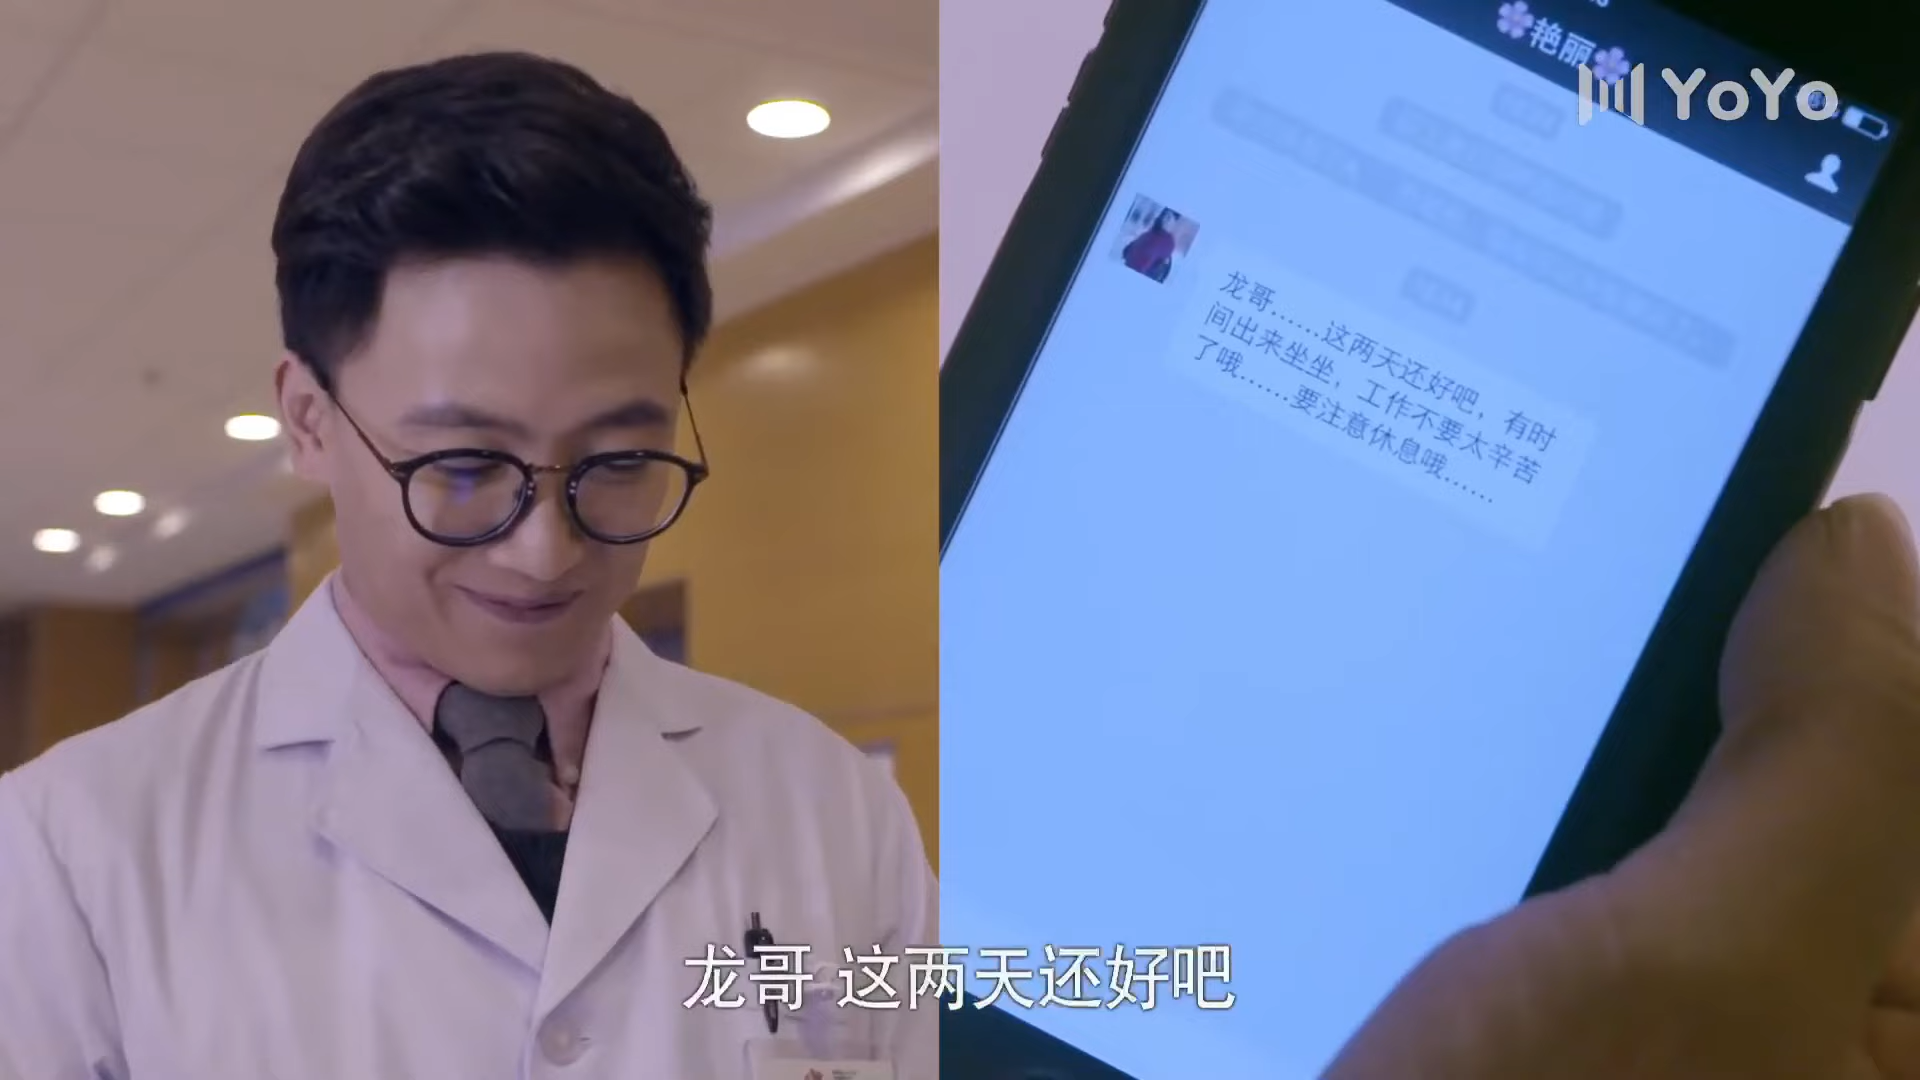 🌸艳丽🌸
YoYo
龙哥……这两天还好吧，有时
间出来坐坐，工作不要太辛苦
了哦……要注意休息哦……
龙哥 这两天还好吧